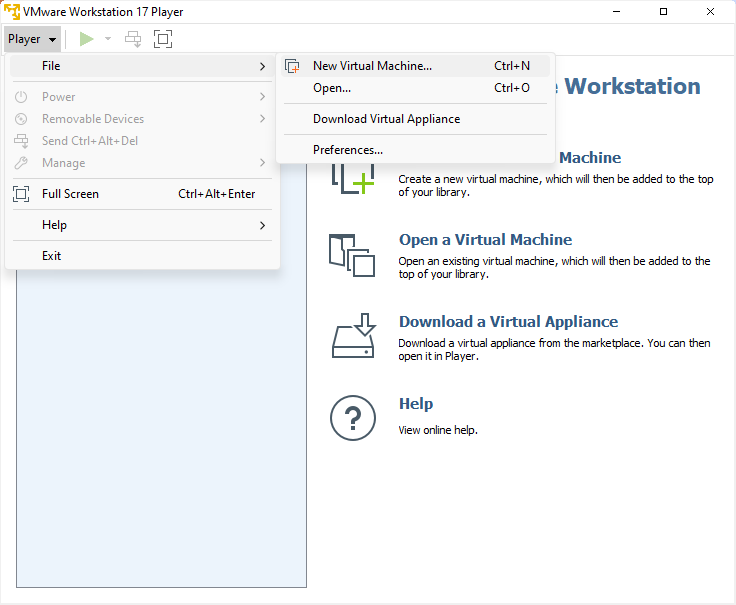 VMware Workstation 17 Player
Player
File
New Virtual Machine... Ctrl+N
Open... Ctrl+O
Download Virtual Appliance
Preferences...
Power
Removable Devices
Send Ctrl+Alt+Del
Manage
Full Screen Ctrl+Alt+Enter
Help
Exit
Workstation
Machine
Create a new virtual machine, which will then be added to the top
of your library.
Open a Virtual Machine
Open an existing virtual machine, which will then be added to the
top of your library.
Download a Virtual Appliance
Download a virtual appliance from the marketplace. You can then
open it in Player.
Help
View online help.